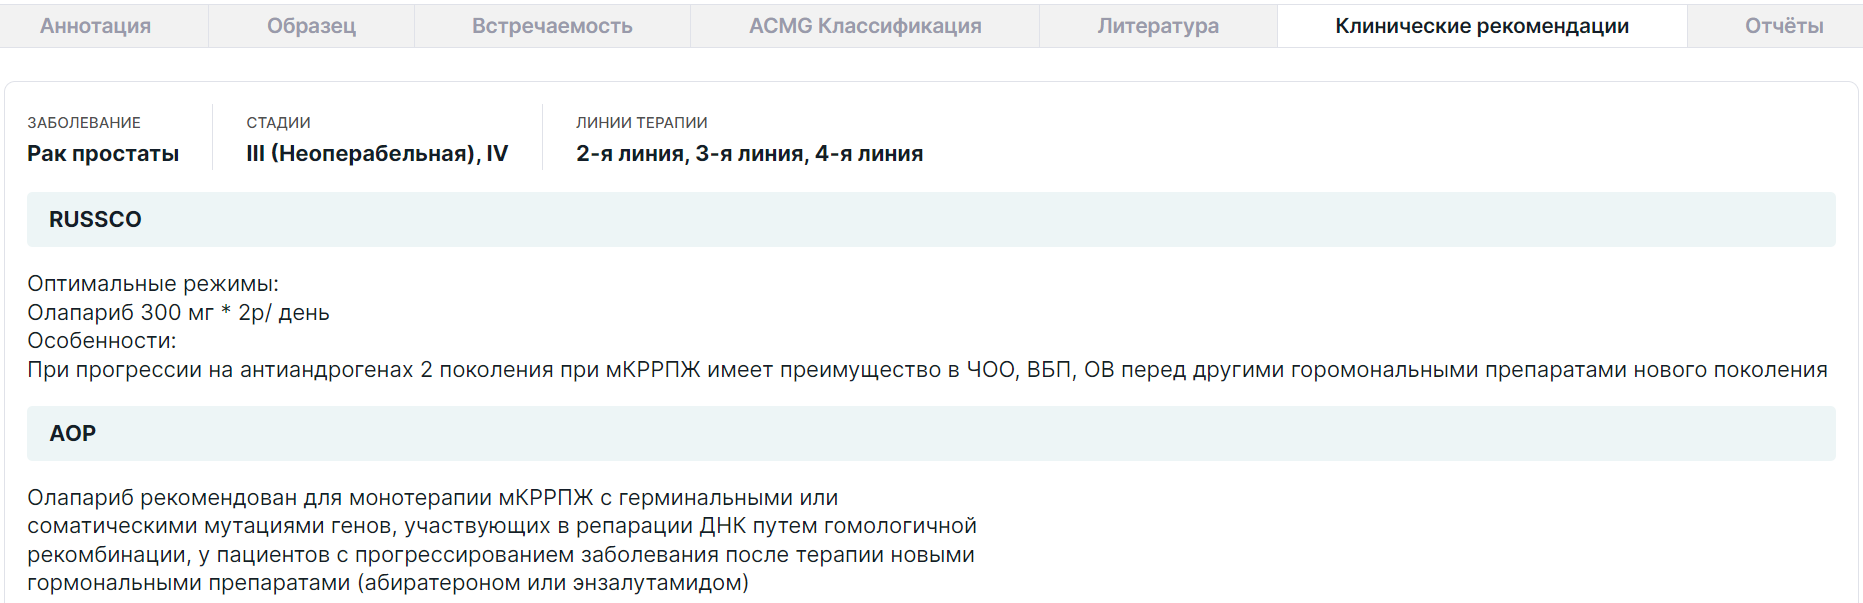 Аннотация
Образец
Встречаемость
ACMG Классификация
Литература
Клинические рекомендации
Отчёты
ЗАБОЛЕВАНИЕ
СТАДИИ
ЛИНИИ ТЕРАПИИ
Рак простаты
III (Неоперабельная), IV
2-я линия, 3-я линия, 4-я линия
RUSSCO
Оптимальные режимы:
Олапариб 300 мг * 2р/ день
Особенности:
При прогрессии на антиандрогенах 2 поколения при мКРРПЖ имеет преимущество в ЧОО, ВБП, ОВ перед другими горомональными препаратами нового поколения
АОР
Олапариб рекомендован для монотерапии мКРРПЖ с герминальными или
соматическими мутациями генов, участвующих в репарации ДНК путем гомологичной
рекомбинации, у пациентов с прогрессированием заболевания после терапии новыми
гормональными препаратами (абиратероном или энзалутамидом)